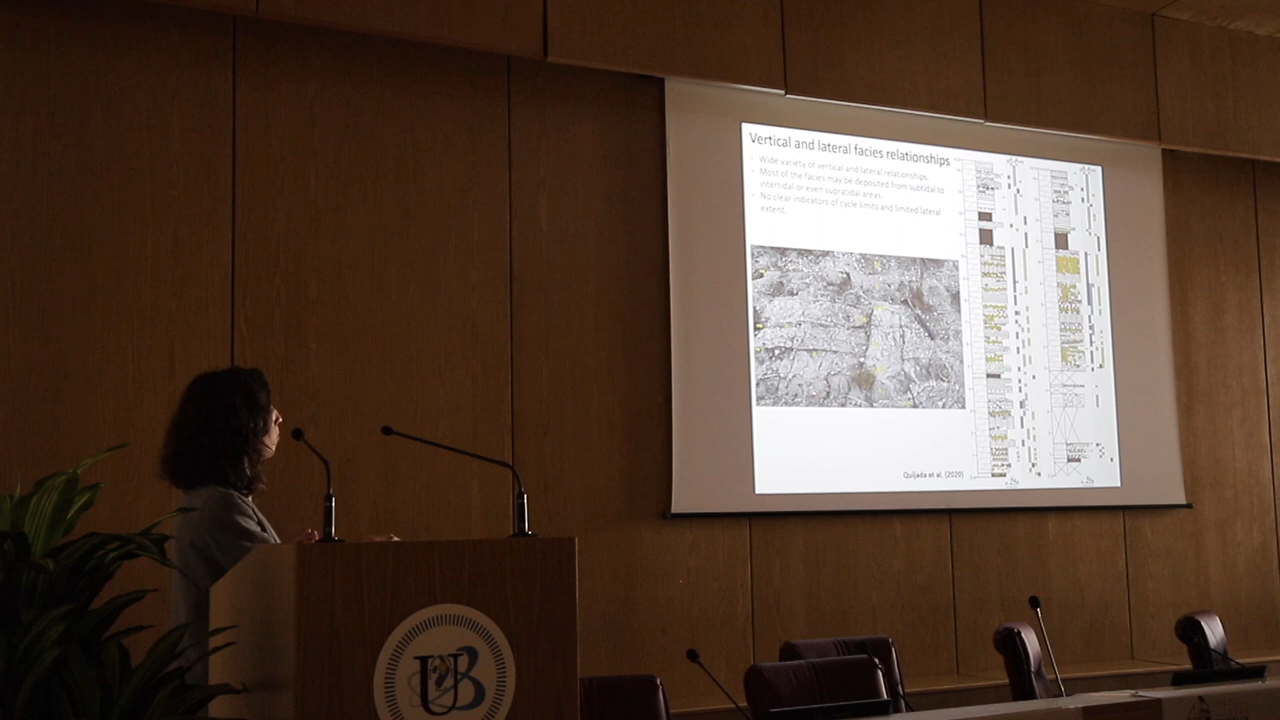 Vertical and lateral facies relationships
- Wide variety of vertical and lateral relationships.
- Most of the facies may be deposited from subtidal to
intertidal or even supratidal areas.
- No clear indicators of cycle limits and limited lateral
extent.
Quijada et al. (2020)
UB